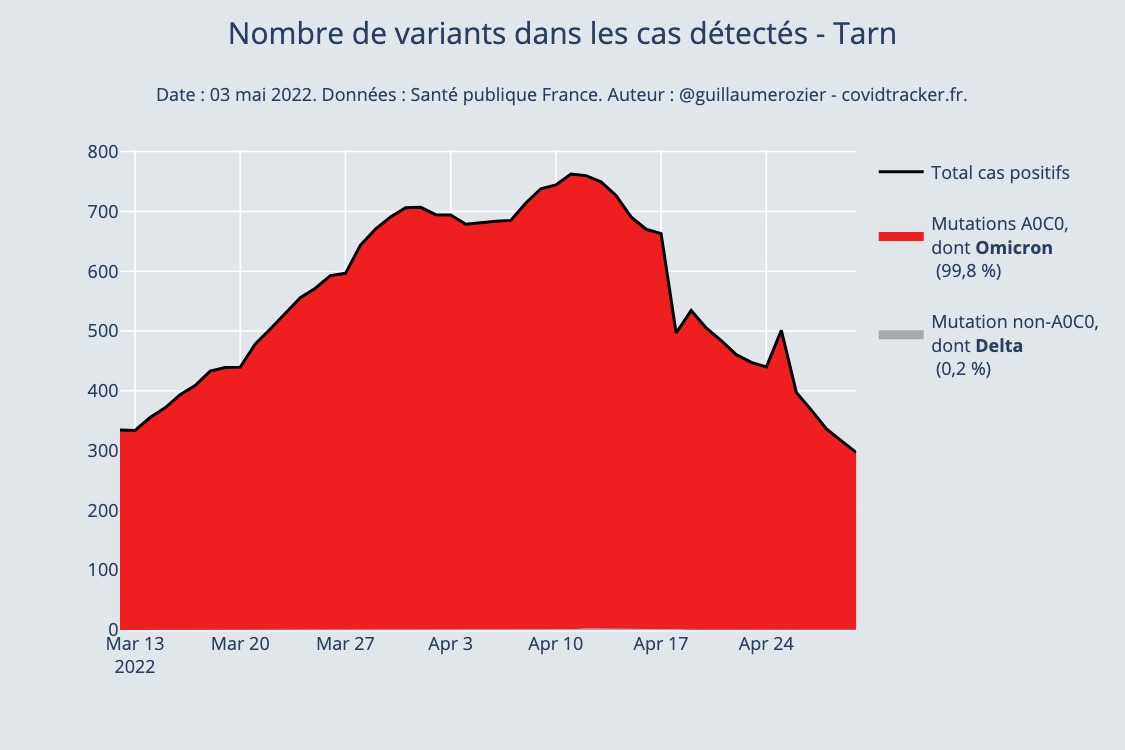 Nombre de variants dans les cas détectés - Tarn
Date : 03 mai 2022. Données : Santé publique France. Auteur : @guillaumerozier - covidtracker.fr.
800
700
600
500
400
300
200
100
0
Mar 13
2022
Mar 20
Mar 27
Apr 3
Apr 10
Apr 17
Apr 24
Total cas positifs
Mutations A0C0,
dont Omicron
(99,8 %)
Mutation non-A0C0,
dont Delta
(0,2 %)